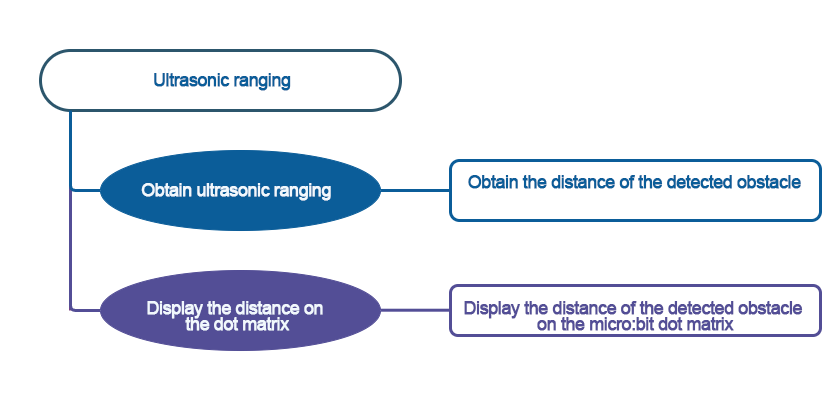 Ultrasonic ranging
Obtain ultrasonic ranging
Obtain the distance of the detected obstacle
Display the distance on
the dot matrix
Display the distance of the detected obstacle
on the micro:bit dot matrix